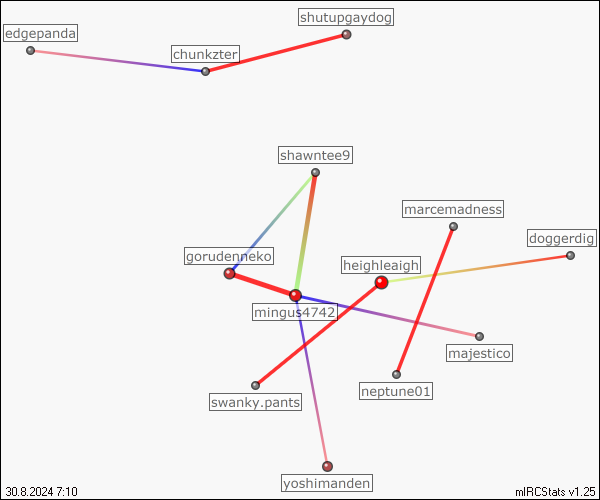 shutupgaydog
edgepanda
chunkzter
shawntee9
marcemadness
doggerdig
gorudenneko
heighleaigh
mingus4742
majestico
neptune01
swanky.pants
yoshimanden
30.8.2024 7:10
mIRCStats v1.25